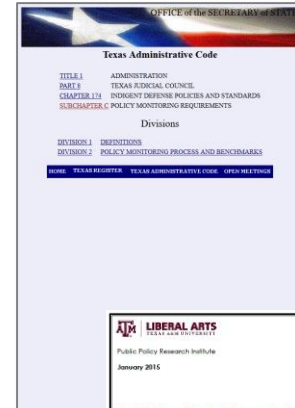 OFFICE of the SECRETARY of STATE
Texas Administrative Code
TITLE 1 ADMINISTRATION
PART 8 TEXAS JUDICIAL COUNCIL
CHAPTER 174 INDIGENT DEFENSE POLICIES AND STANDARDS
SUBCHAPTER C POLICY MONITORING REQUIREMENTS
Divisions
DIVISION 1 DEFINITIONS
DIVISION 2 POLICY MONITORING PROCESS AND BENCHMARKS
HOME TEXAS REGISTER TEXAS ADMINISTRATIVE CODE OPEN MEETINGS
ATM LIBERAL ARTS
TEXAS A&M UNIVERSITY
Public Policy Research Institute
January 2015